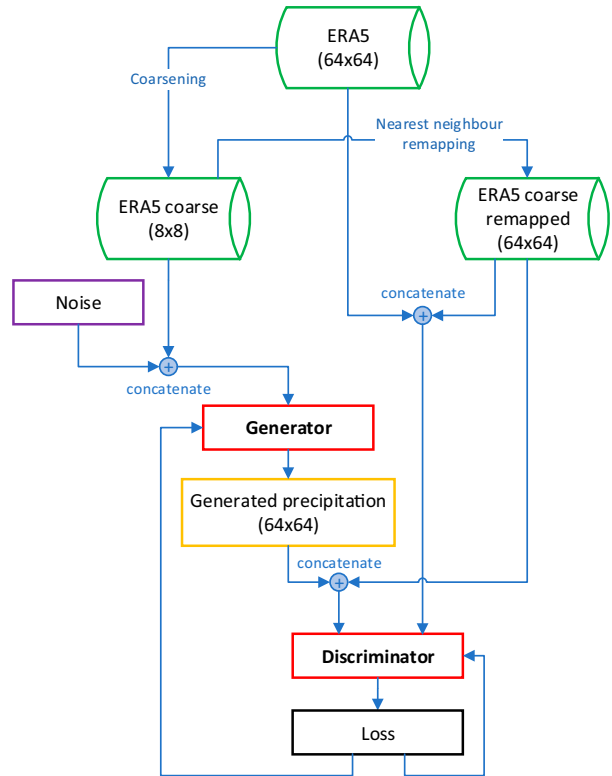 ERA5
(64x64)
Coarsening
Nearest neighbour
remapping
ERA5 coarse
(8x8)
ERA5 coarse
remapped
(64x64)
Noise
concatenate
+
+
concatenate
Generator
Generated precipitation
(64x64)
concatenate
+
Discriminator
Loss